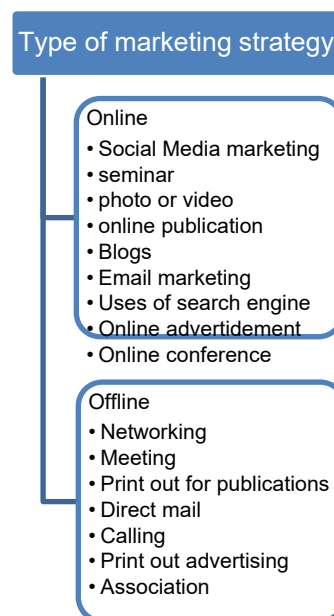 Type of marketing strategy
Online
• Social Media marketing
• seminar
• photo or video
• online publication
• Blogs
• Email marketing
• Uses of search engine
• Online advertidement
• Online conference
Offline
• Networking
• Meeting
• Print out for publications
• Direct mail
• Calling
• Print out advertising
• Association